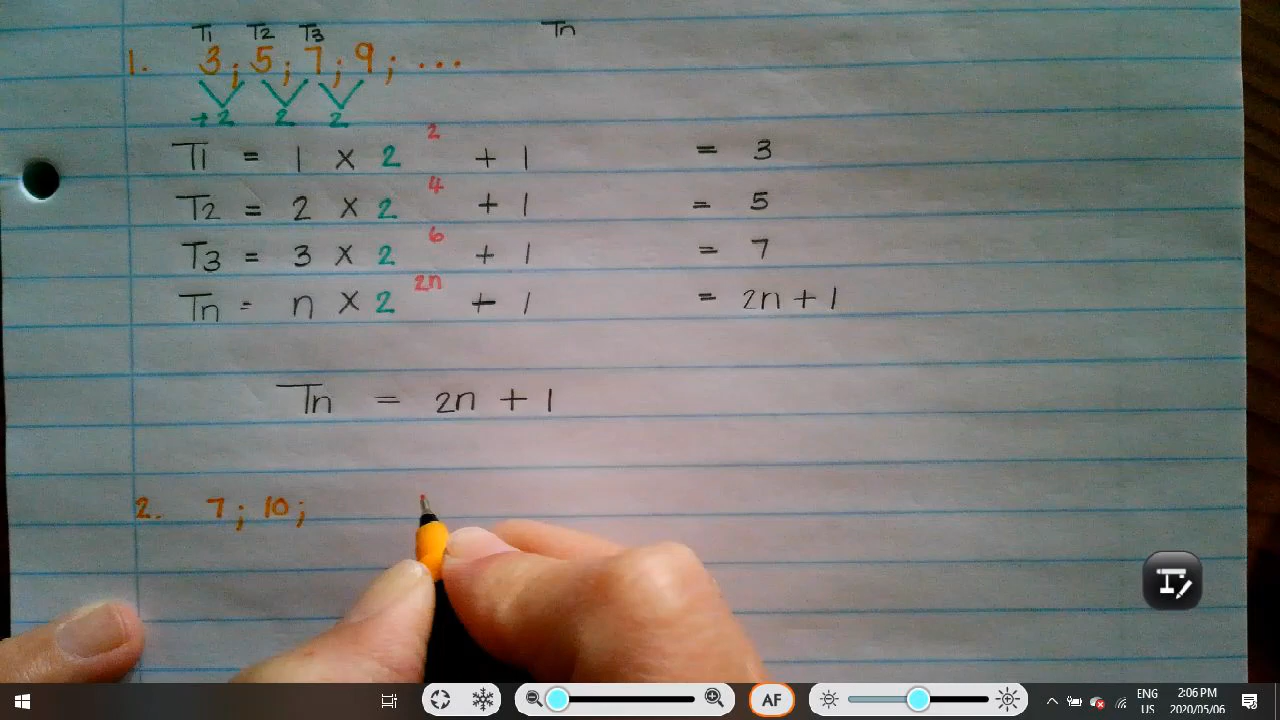 T1 T2 T3 Tn
1. 3 ; 5 ; 7 ; 9 ; ...
+2 2 2
T1 = 1 × 2 2 + 1 = 3
T2 = 2 × 2 4 + 1 = 5
T3 = 3 × 2 6 + 1 = 7
Tn = n × 2 2n + 1 = 2n + 1
Tn = 2n + 1
2. 7 ; 10 ;
AF
ENG
US
2:06 PM
2020/05/06